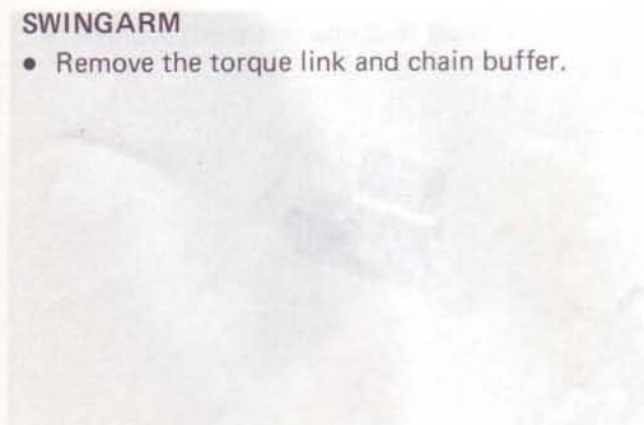 SWINGARM
● Remove the torque link and chain buffer.